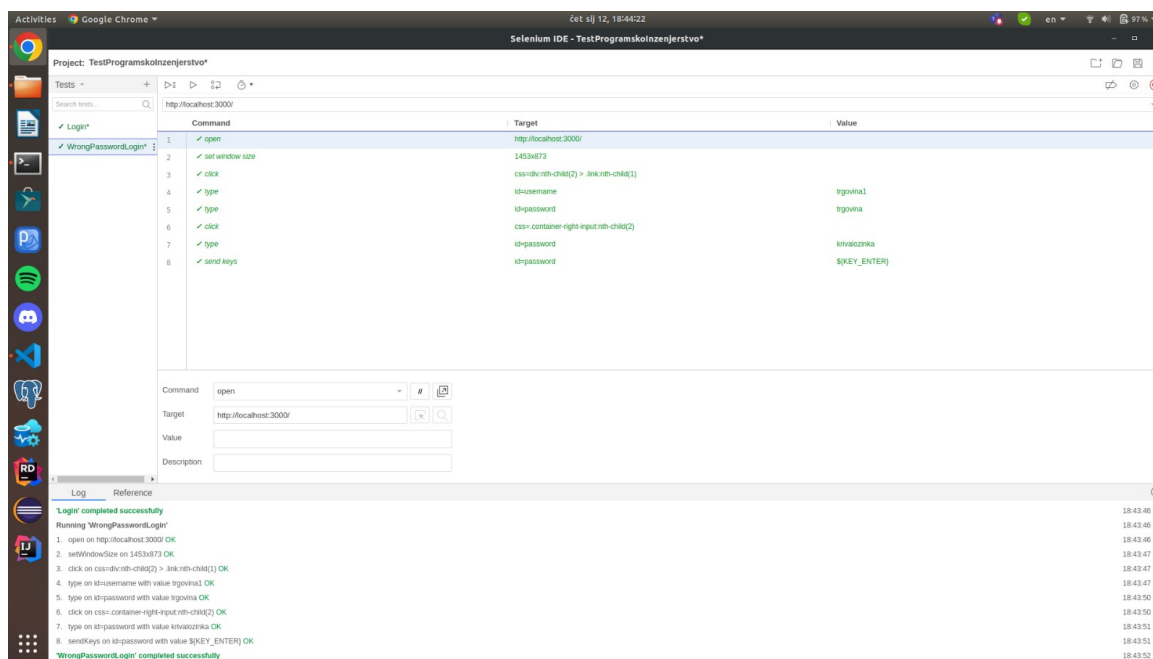 Activities Google Chrome čet sij 12, 18:44:22 en 97 %
Selenium IDE - TestProgramskoInzenjerstvo*
Project: TestProgramskoInzenjerstvo*
Tests
Search tests...
http://localhost:3000/
Command Target Value
✓ Login*
✓ WrongPasswordLogin*
1 ✓ open http://localhost:3000/
2 ✓ set window size 1453x873
3 ✓ click css=div:nth-child(2) > .link:nth-child(1)
4 ✓ type id=username trgovina1
5 ✓ type id=password trgovina
6 ✓ click css=.container-right-input:nth-child(2)
7 ✓ type id=password krivalozinka
8 ✓ send keys id=password ${KEY_ENTER}
Command open //
Target http://localhost:3000/
Value
Description
Log Reference
'Login' completed successfully 18:43:46
Running 'WrongPasswordLogin' 18:43:46
1. open on http://localhost:3000/ OK 18:43:46
2. setWindowSize on 1453x873 OK 18:43:47
3. click on css=div:nth-child(2) > .link:nth-child(1) OK 18:43:47
4. type on id=username with value trgovina1 OK 18:43:47
5. type on id=password with value trgovina OK 18:43:50
6. click on css=.container-right-input:nth-child(2) OK 18:43:50
7. type on id=password with value krivalozinka OK 18:43:51
8. sendKeys on id=password with value ${KEY_ENTER} OK 18:43:51
'WrongPasswordLogin' completed successfully 18:43:52
RD
IJ